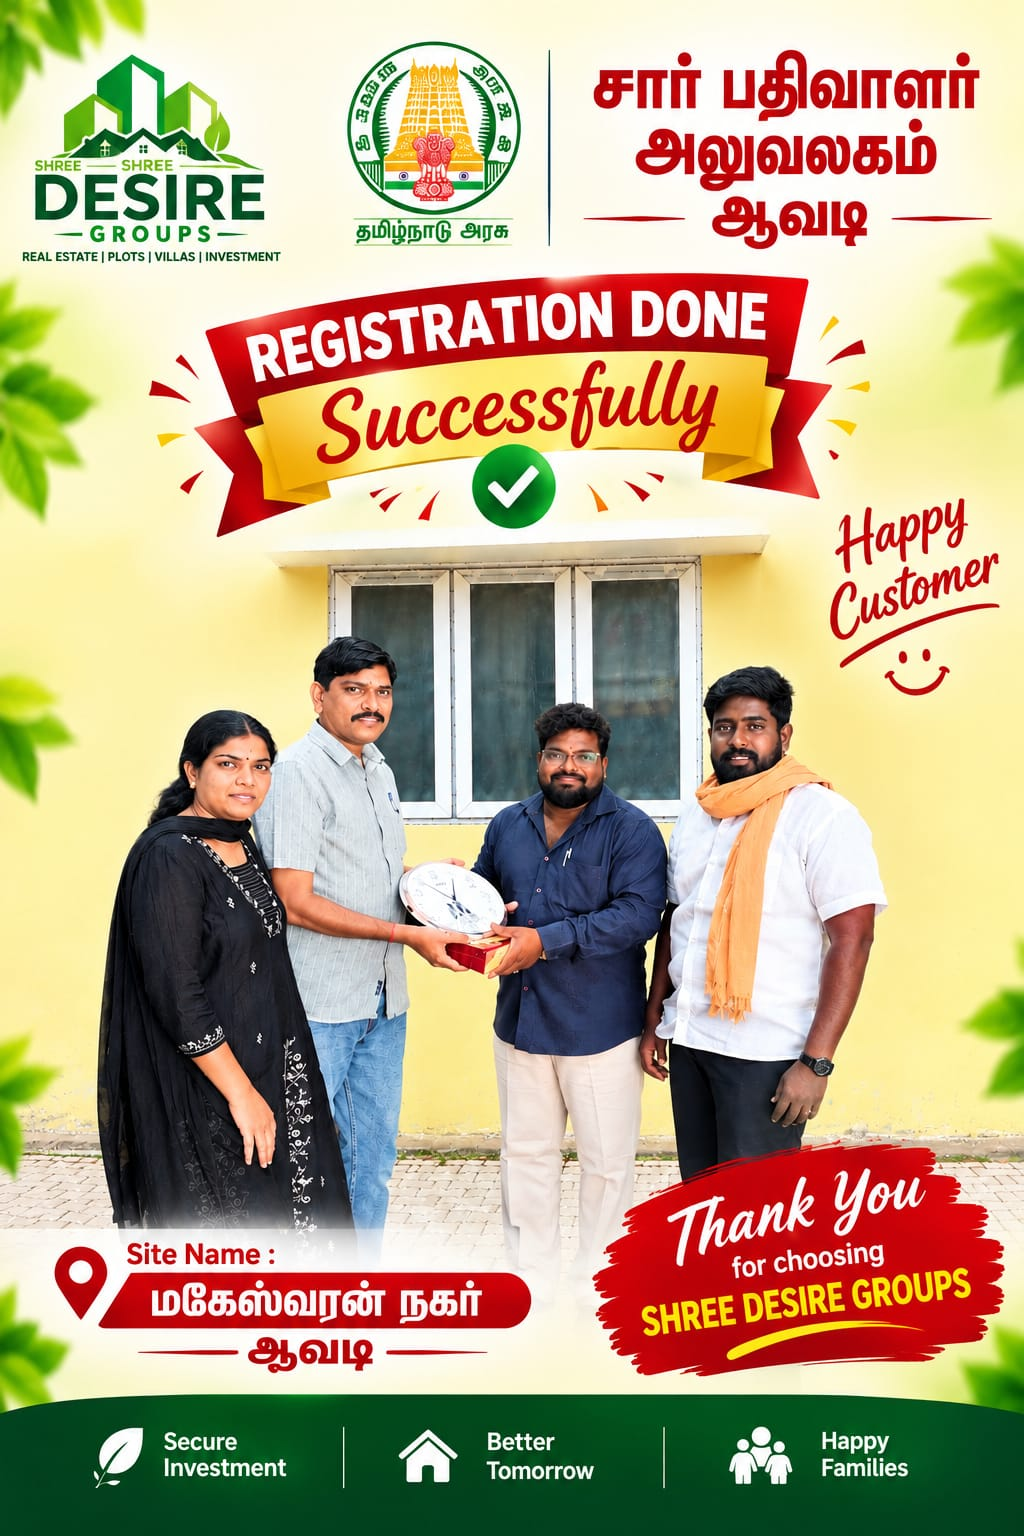 SHREE SHREE
DESIRE
GROUPS
REAL ESTATE | PLOTS | VILLAS | INVESTMENT
தமிழ்நாடு அரசு
சார் பதிவாளர்
அலுவலகம்
ஆவடி
REGISTRATION DONE
Successfully
Happy
Customer
Thank You
for choosing
SHREE DESIRE GROUPS
Site Name :
மகேஸ்வரன் நகர்
ஆவடி
Secure
Investment
Better
Tomorrow
Happy
Families